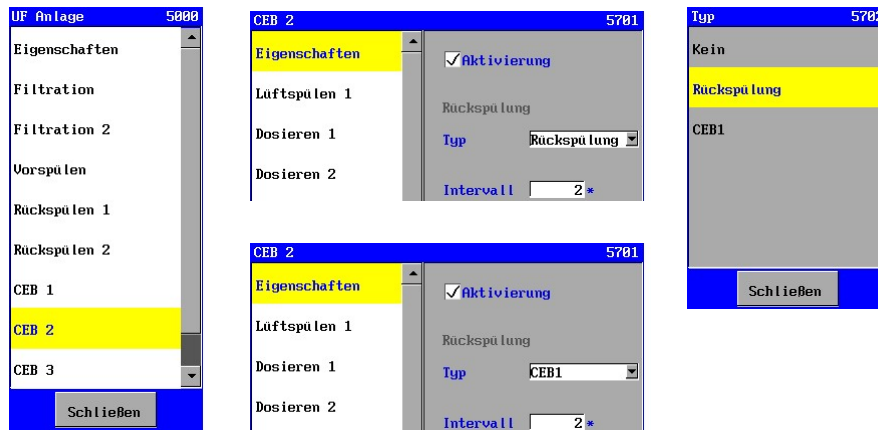 UF Anlage 5000
Eigenschaften
Filtration
Filtration 2
Vorspülen
Rückspülen 1
Rückspülen 2
CEB 1
CEB 2
CEB 3
Schließen
CEB 2 5701
Eigenschaften
Lüftspülen 1
Dosieren 1
Dosieren 2
Aktivierung
Rückspülung
Typ Rückspülung
Intervall 2 *
CEB 2 5701
Eigenschaften
Lüftspülen 1
Dosieren 1
Dosieren 2
Aktivierung
Rückspülung
Typ CEB1
Intervall 2 *
Typ 5702
Kein
Rückspülung
CEB1
Schließen